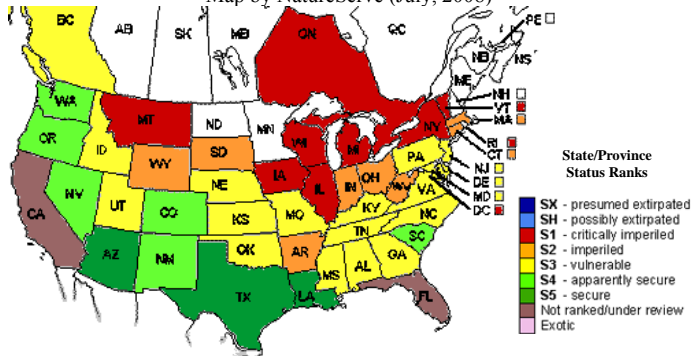 Map by NatureServe (July, 2008)
BC
AB
SK
MB
ON
QC
PE
NB
NS
ME
NH
VT
MA
WA
MT
ND
MN
OR
ID
WY
SD
WI
MI
NY
RI
CT
NV
UT
CO
NE
IA
IL
IN
OH
PA
NJ
DE
MD
DC
WV
VA
CA
KS
MO
KY
NC
TN
AZ
NM
OK
AR
SC
TX
LA
MS
AL
GA
FL
State/Province
Status Ranks
SX - presumed extirpated
SH - possibly extirpated
S1 - critically imperiled
S2 - imperiled
S3 - vulnerable
S4 - apparently secure
S5 - secure
Not ranked/under review
Exotic